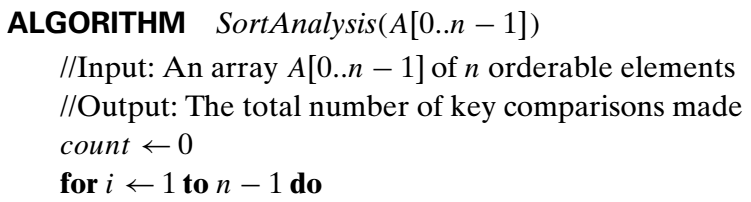 ALGORITHM SortAnalysis(A[0..n − 1])
//Input: An array A[0..n − 1] of n orderable elements
//Output: The total number of key comparisons made
count ← 0
for i ← 1 to n − 1 do